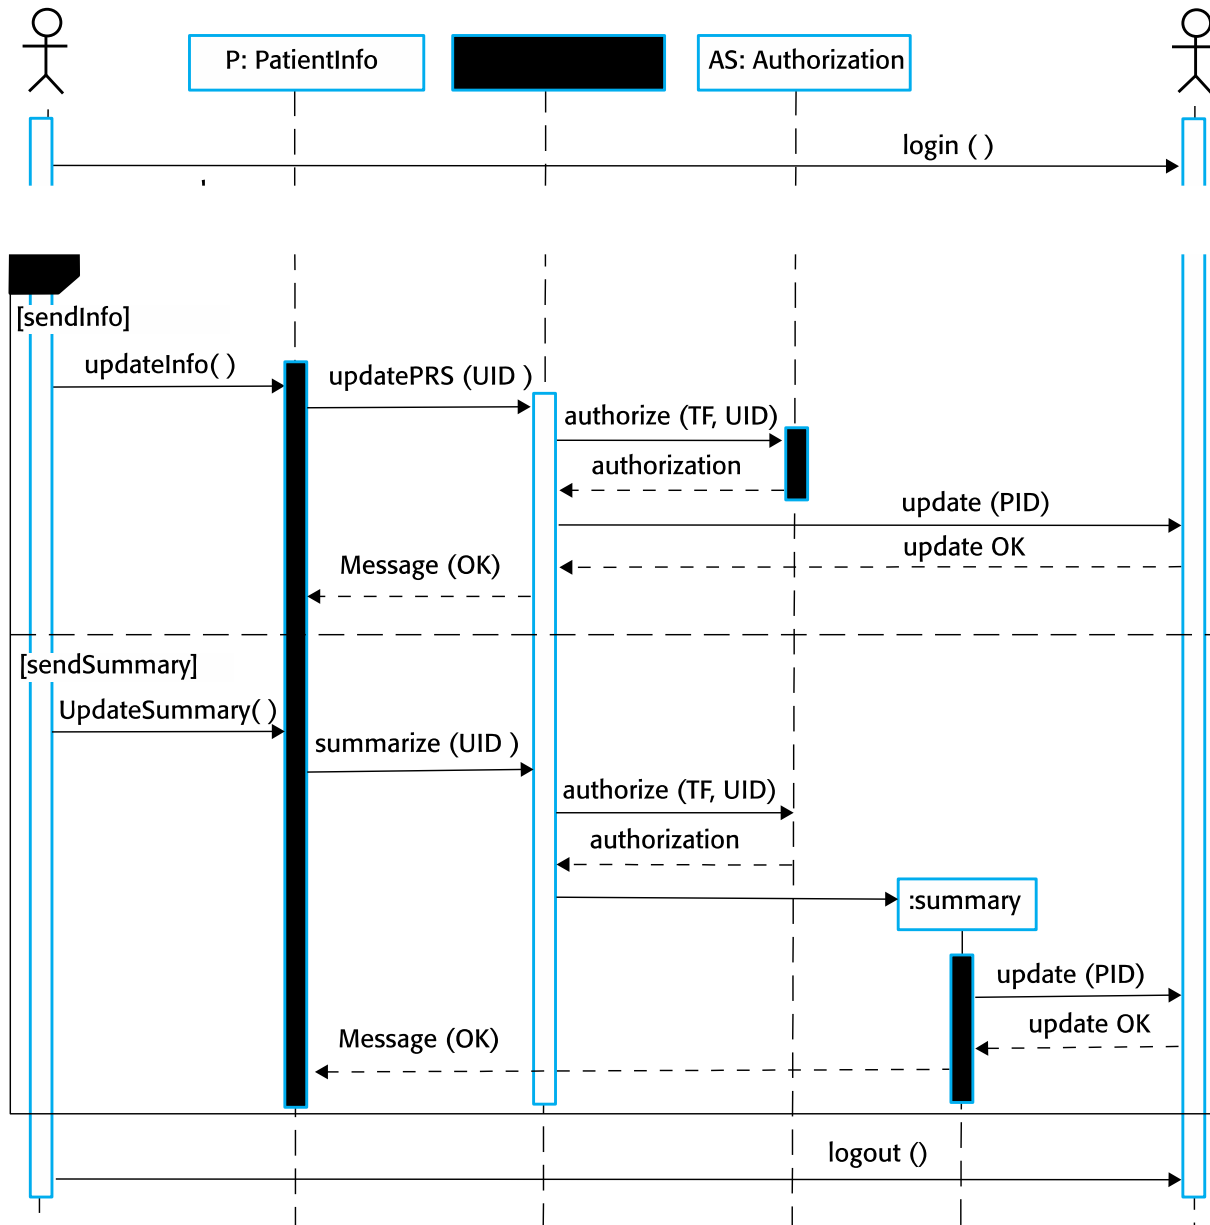 P: PatientInfo
AS: Authorization
login ( )
[sendInfo]
updateInfo( )
updatePRS (UID )
authorize (TF, UID)
authorization
update (PID)
update OK
Message (OK)
[sendSummary]
UpdateSummary( )
summarize (UID )
authorize (TF, UID)
authorization
:summary
update (PID)
update OK
Message (OK)
logout ()